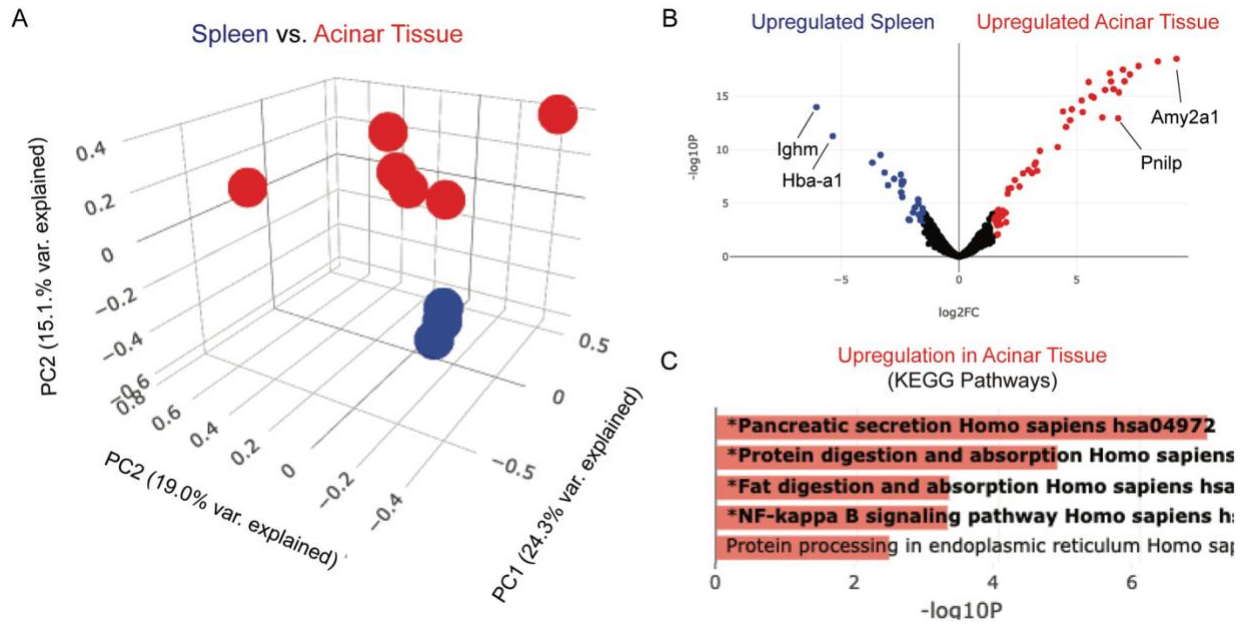 A
Spleen vs. Acinar Tissue
0.4
0.2
0
−0.2
−0.4
−0.6
0.8
0.6
0.4
0.2
0
−0.2
−0.4
0.5
0
−0.5
PC2 (15.1.% var. explained)
PC2 (19.0% var. explained)
PC1 (24.3% var. explained)
B
Upregulated Spleen
Upregulated Acinar Tissue
15
10
5
0
−5
0
5
-log10P
log2FC
Ighm
Hba-a1
Amy2a1
Pnilp
C
Upregulation in Acinar Tissue
(KEGG Pathways)
*Pancreatic secretion Homo sapiens hsa04972
*Protein digestion and absorption Homo sapiens
*Fat digestion and absorption Homo sapiens hsa
*NF-kappa B signaling pathway Homo sapiens h
Protein processing in endoplasmic reticulum Homo sap
0
2
4
6
-log10P